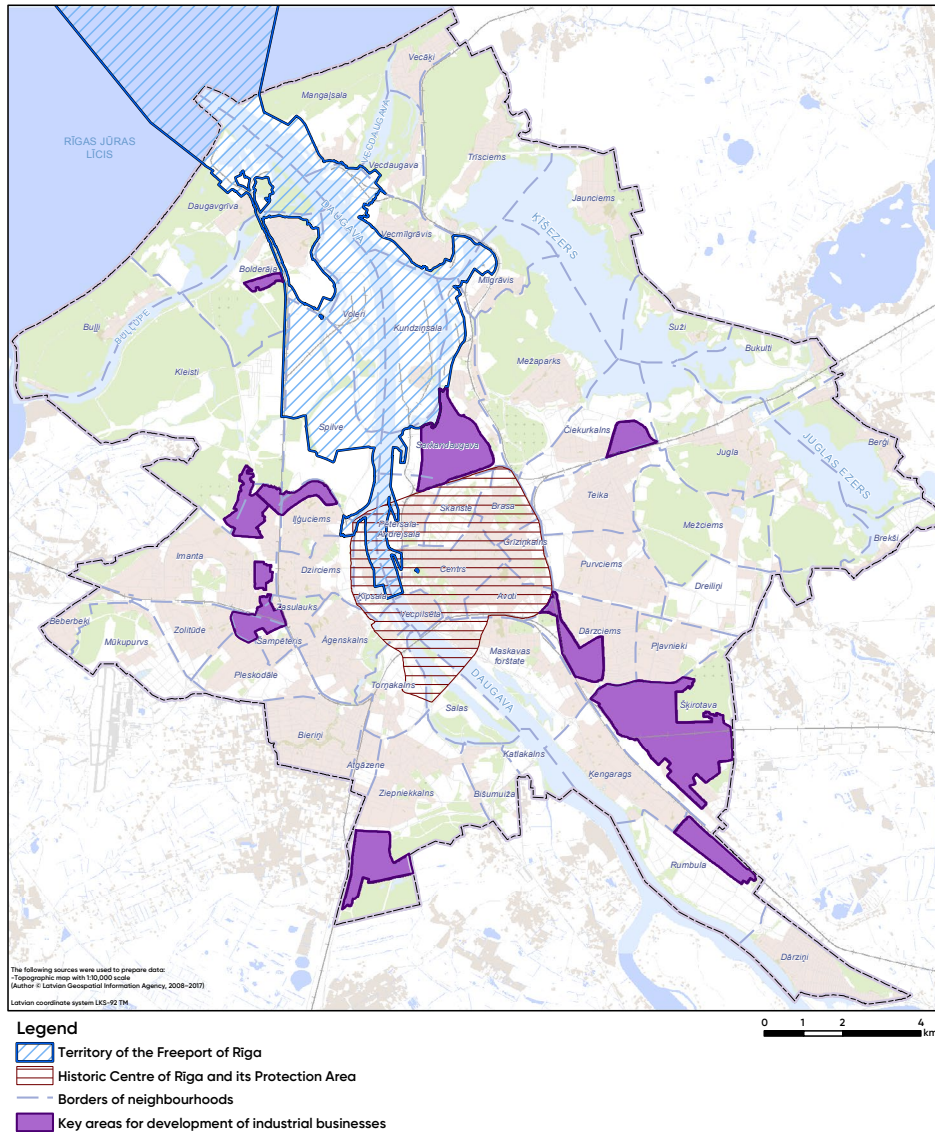 Vecāķi
Mangaļsala
RĪGAS JŪRAS
LĪCIS
VECDAUGAVA
Vecdaugava
Trīsciems
Jaunciems
Daugavgrīva
DAUGAVA
Vecmīlgrāvis
ĶĪŠEZERS
Bolderāja
Mīlgrāvis
Voleri
Kundziņsala
Suži
Buļļi
BUĻĻUPE
Bukulti
Mežaparks
Kleisti
Spilve
Sarkandaugava
Čiekurkalns
Jugla
JUGLAS EZERS
Berģi
Iļģuciems
Skanste
Brasa
Teika
Mežciems
Pētersala-
Andrejsala
Grīziņkalns
Brekši
Imanta
Dzirciems
Centrs
Purvciems
Dreiliņi
Ķīpsala
Avoti
Beberbeķi
Mūkupurvs
Zolitūde
Zasulauks
Vecpilsēta
Dārzciems
Pļavnieki
Šampēteris
Āgenskalns
Maskavas
forštate
Pleskodāle
Torņakalns
DAUGAVA
Salas
Šķirotava
Bieriņi
Katlakalns
Atgāzene
Ķengarags
Ziepniekkalns
Bišumuiža
Rumbula
Dārziņi
The following sources were used to prepare data:
-Topographic map with 1:10,000 scale
(Author © Latvian Geospatial Information Agency, 2008-2017)
Latvian coordinate system LKS-92 TM
Legend
0 1 2 4
km
Territory of the Freeport of Rīga
Historic Centre of Rīga and its Protection Area
Borders of neighbourhoods
Key areas for development of industrial businesses